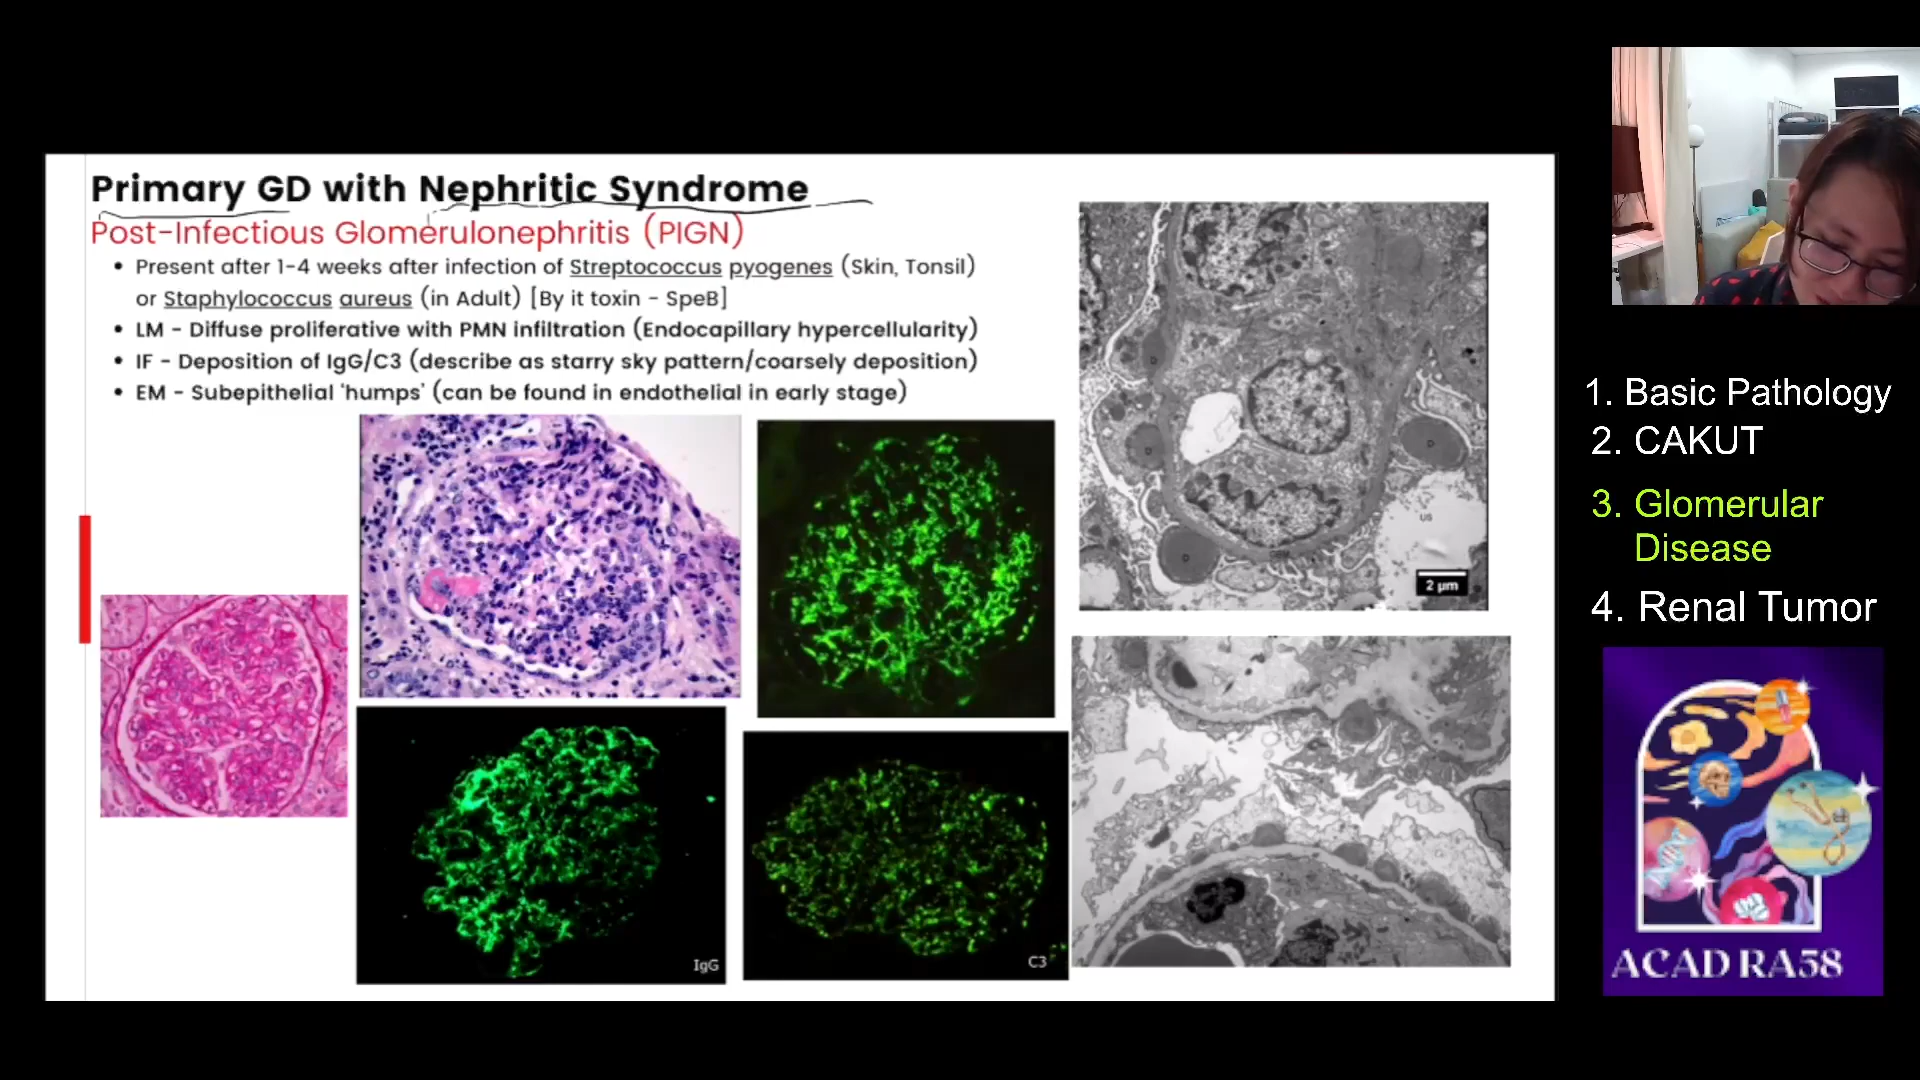 Primary GD with Nephritic Syndrome
Post-Infectious Glomerulonephritis (PIGN)
• Present after 1-4 weeks after infection of Streptococcus pyogenes (Skin, Tonsil)
or Staphylococcus aureus (in Adult) [By it toxin - SpeB]
• LM - Diffuse proliferative with PMN infiltration (Endocapillary hypercellularity)
• IF - Deposition of IgG/C3 (describe as starry sky pattern/coarsely deposition)
• EM - Subepithelial 'humps' (can be found in endothelial in early stage)
D
D
D
D
US
GBM
2 µm
IgG
C3
1. Basic Pathology
2. CAKUT
3. Glomerular
Disease
4. Renal Tumor
ACAD RA58